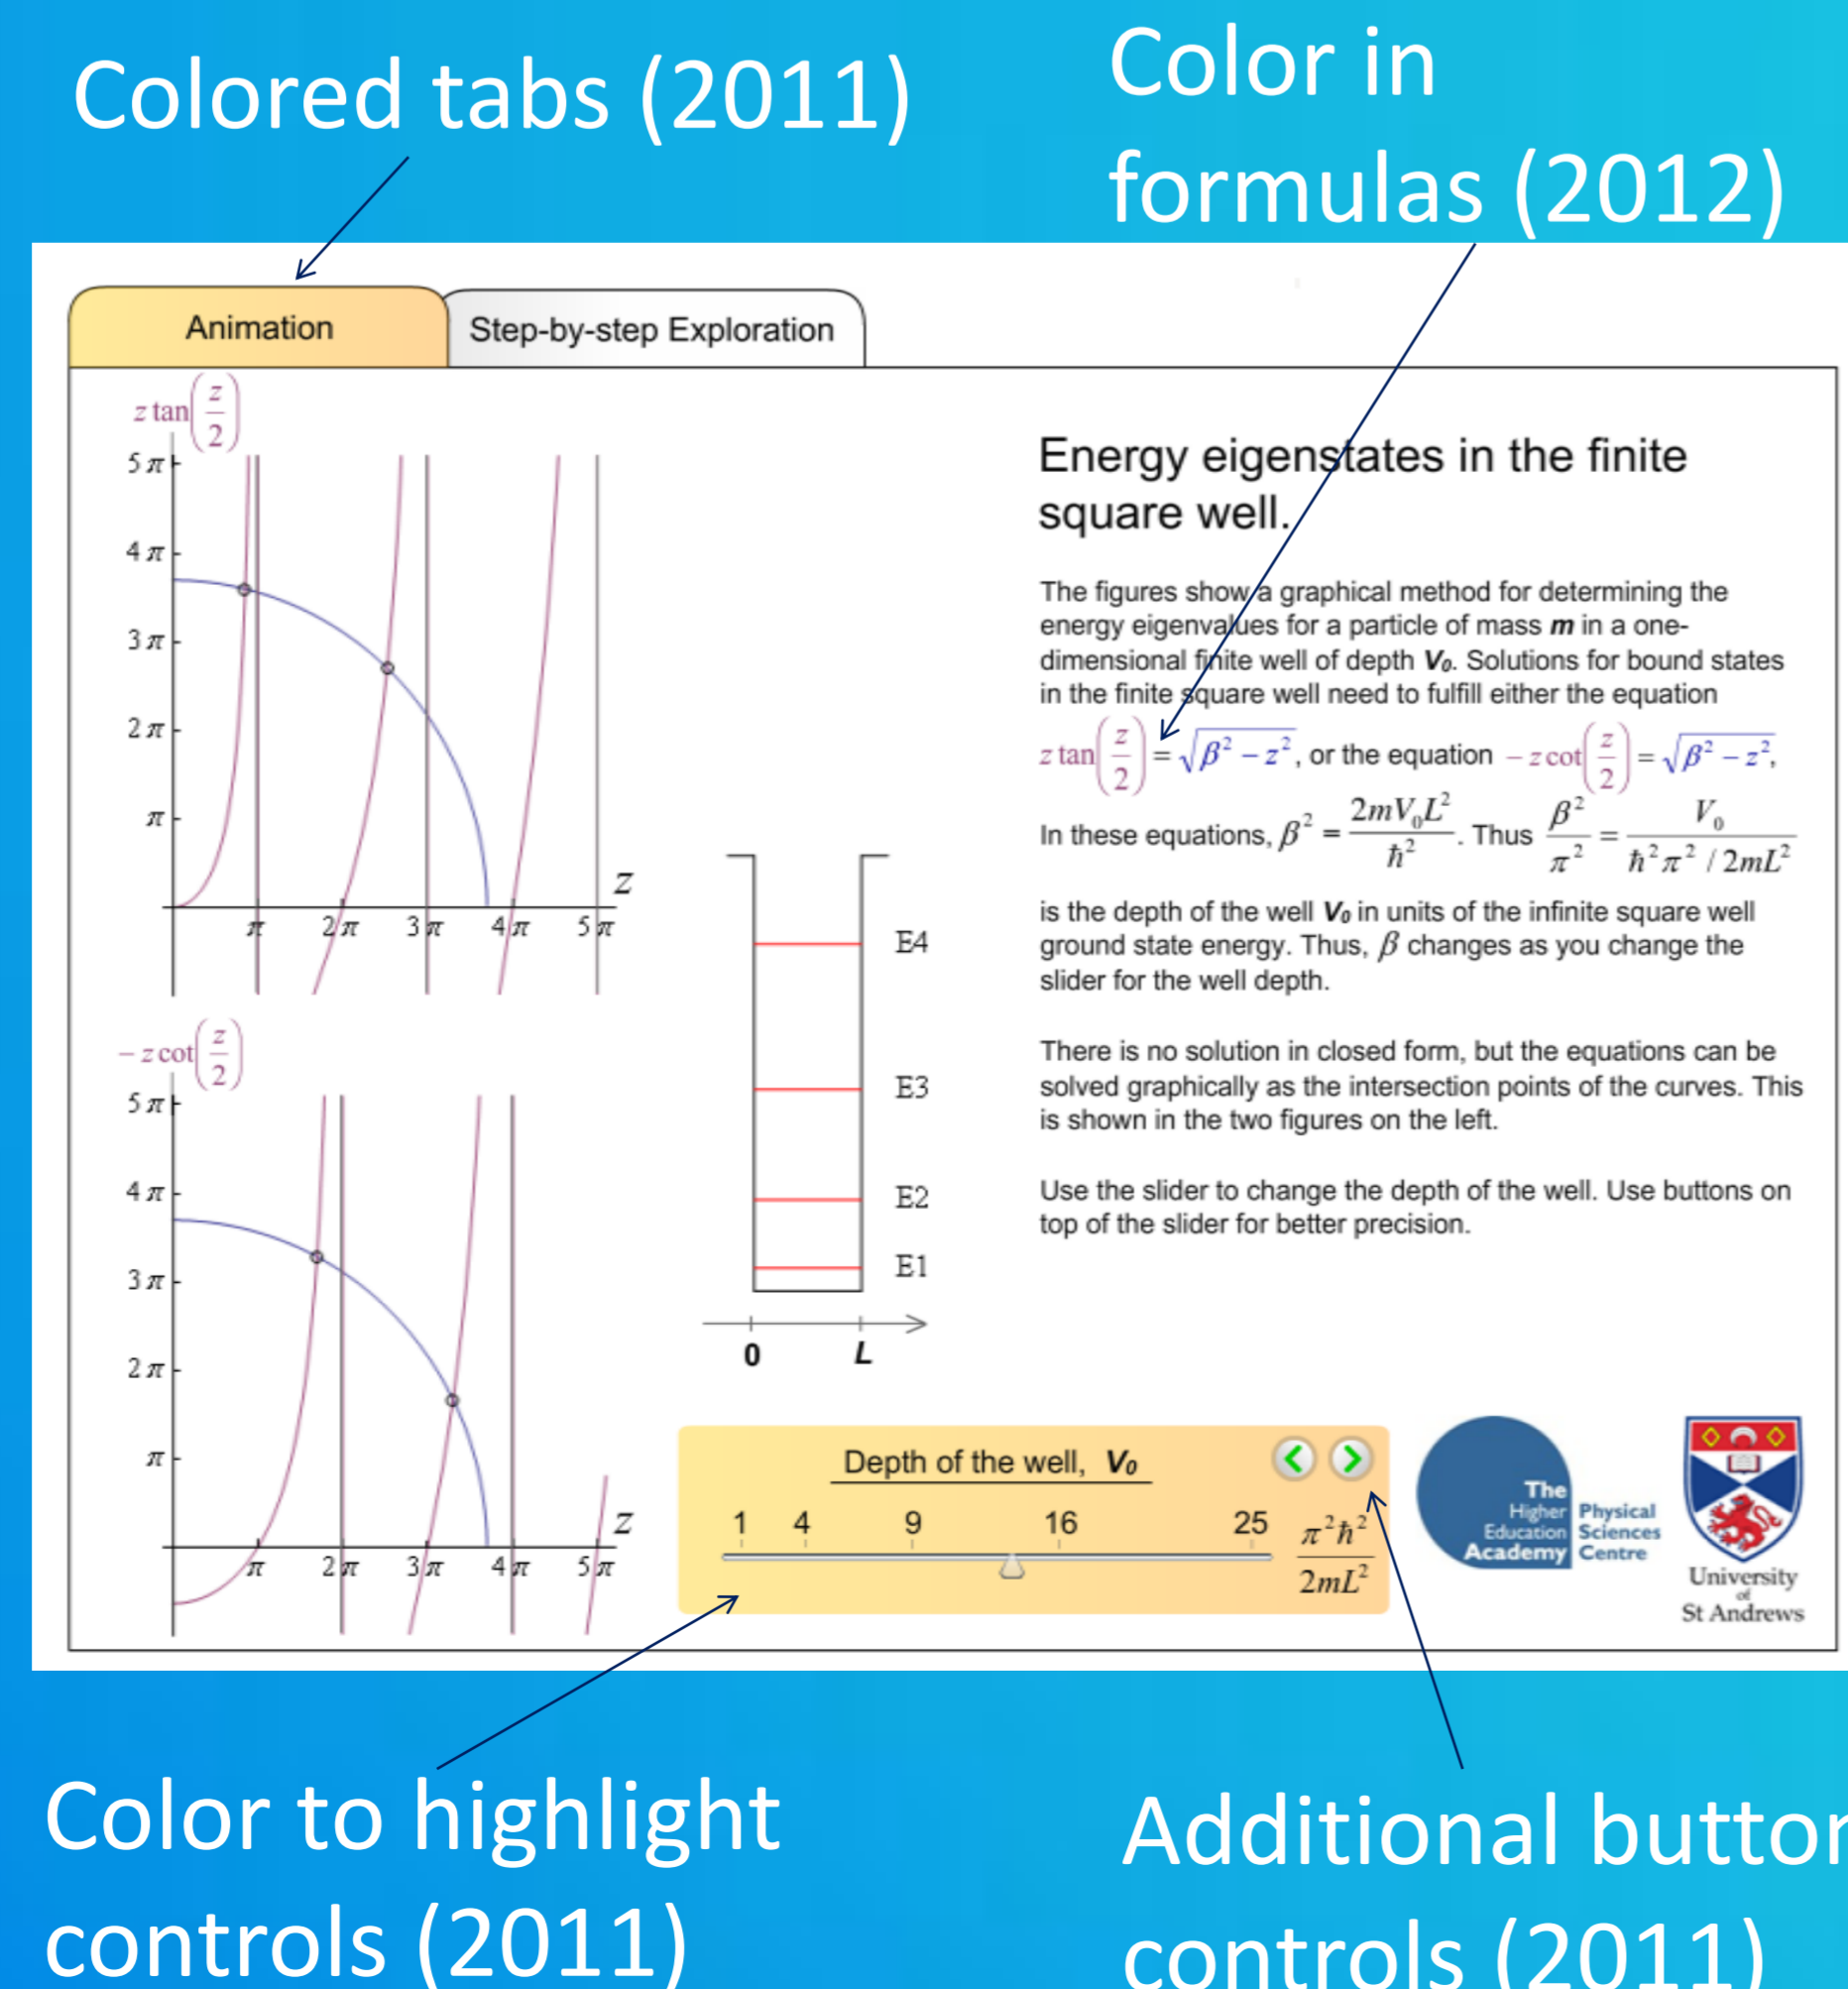 Colored tabs (2011)
Color in
formulas (2012)
Animation
Step-by-step Exploration
z tan(z/2)
5π
4π
3π
2π
π
z
π 2π 3π 4π 5π
− z cot(z/2)
5π
4π
3π
2π
π
z
π 2π 3π 4π 5π
E4
E3
E2
E1
0 L
Energy eigenstates in the finite
square well.
The figures show a graphical method for determining the
energy eigenvalues for a particle of mass m in a one-
dimensional finite well of depth V₀. Solutions for bound states
in the finite square well need to fulfill either the equation
z tan(z/2) = √(β² − z²), or the equation − z cot(z/2) = √(β² − z²),
In these equations, β² = 2mV₀L²/ħ². Thus β²/π² = V₀/(ħ²π² / 2mL²)
is the depth of the well V₀ in units of the infinite square well
ground state energy. Thus, β changes as you change the
slider for the well depth.
There is no solution in closed form, but the equations can be
solved graphically as the intersection points of the curves. This
is shown in the two figures on the left.
Use the slider to change the depth of the well. Use buttons on
top of the slider for better precision.
Depth of the well, V₀
1 4 9 16 25
π²ħ²/2mL²
The
Higher
Education
Academy
Physical
Sciences
Centre
University
of
St Andrews
Color to highlight
controls (2011)
Additional button
controls (2011)